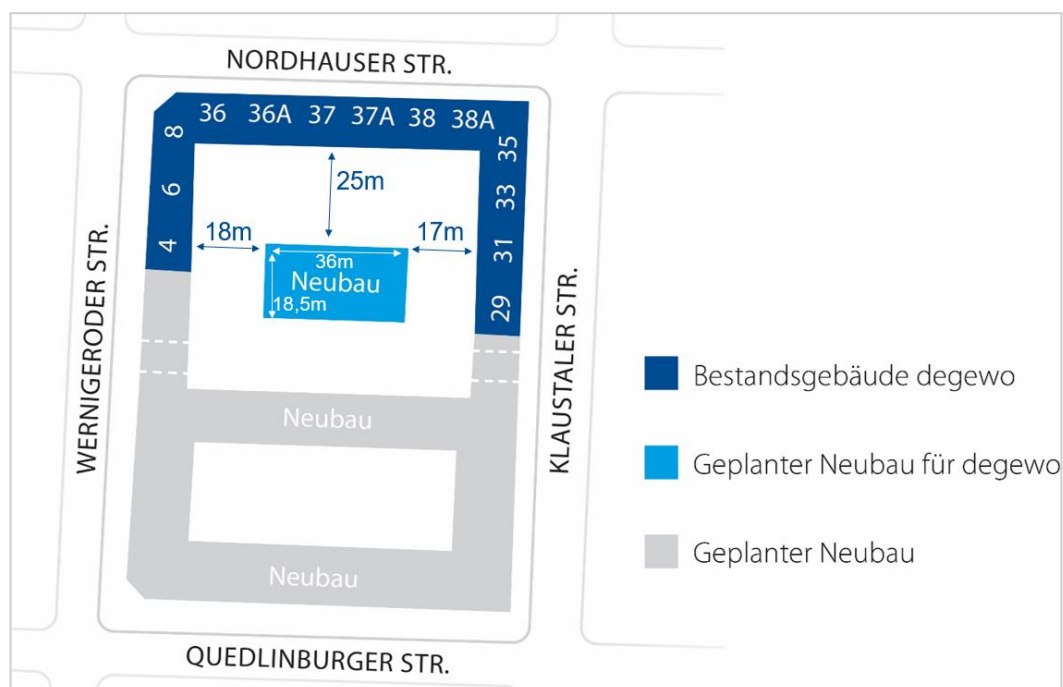 NORDHAUSER STR.
36 36A 37 37A 38 38A
8
6
4
35
33
31
29
25m
18m
17m
36m
Neubau
18,5m
WERNIGERODER STR.
KLAUSTALER STR.
Neubau
Neubau
QUEDLINBURGER STR.
Bestandsgebäude degewo
Geplanter Neubau für degewo
Geplanter Neubau